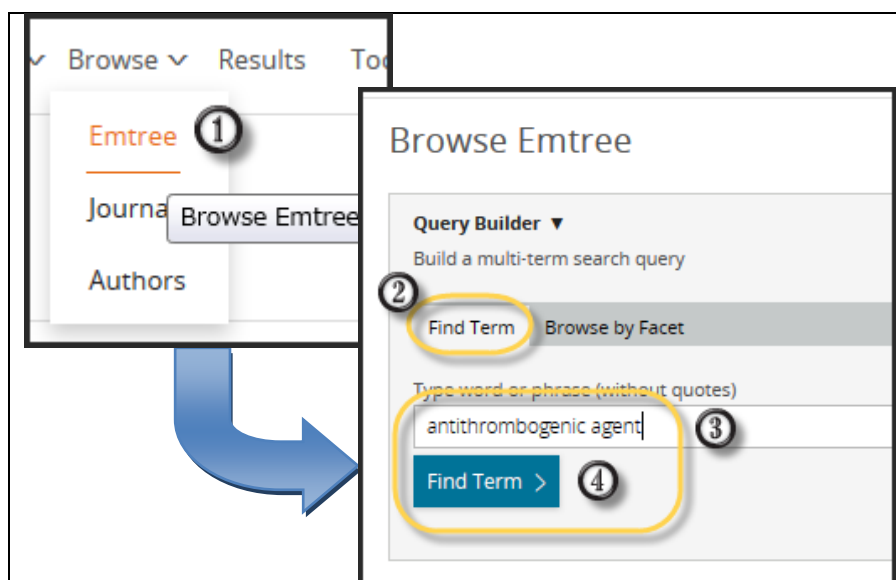 Browse Results
Emtree ①
Journa
Browse Emtree
Authors
Browse Emtree
Query Builder ▼
Build a multi-term search query
②
Find Term Browse by Facet
Type word or phrase (without quotes)
antithrombogenic agent ③
Find Term > ④